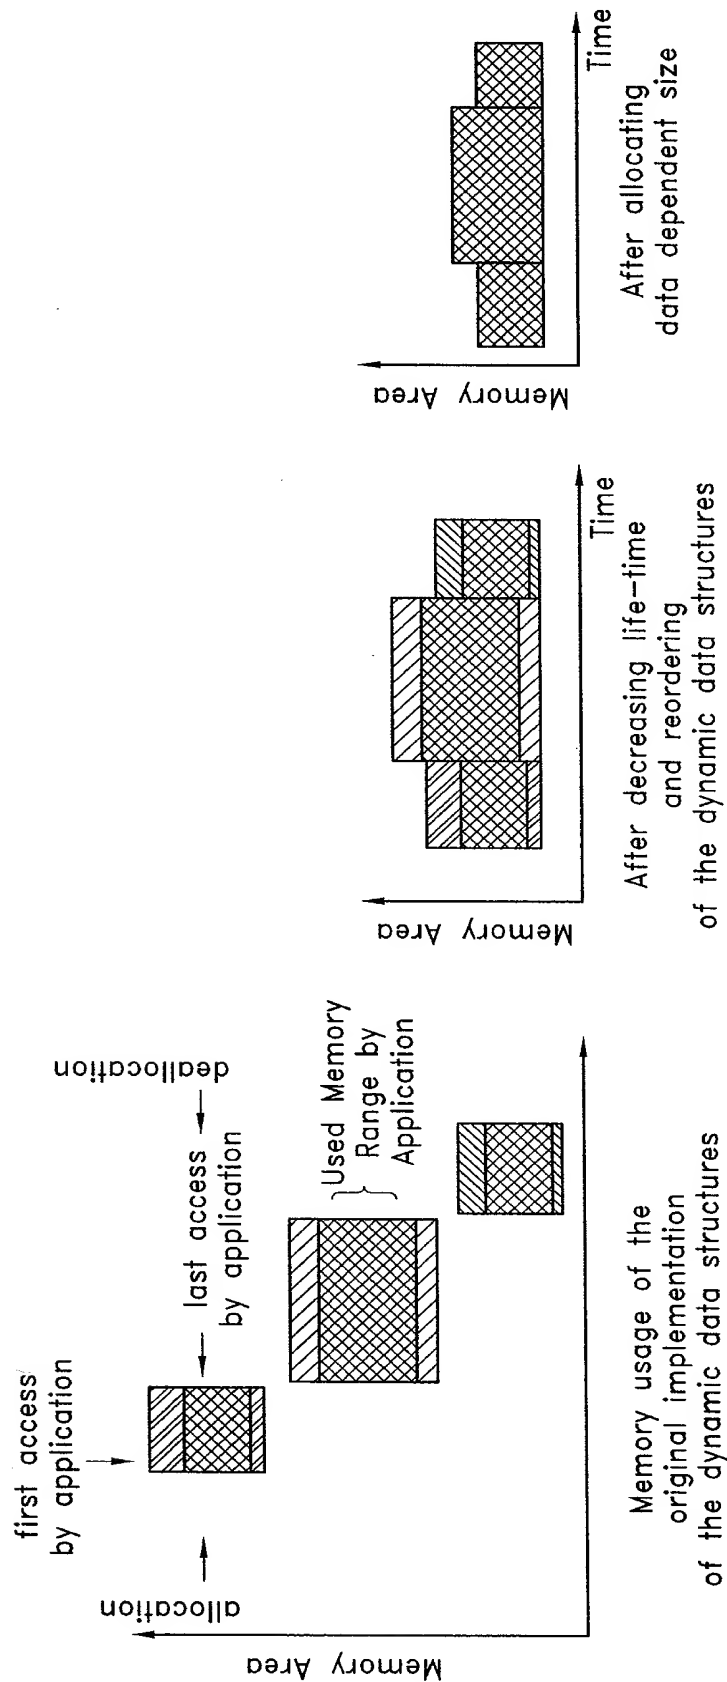 first access
by application
allocation
last access
by application
deallocation
Used Memory
Range by
Application
Memory Area
Memory usage of the
original implementation
of the dynamic data structures
Memory Area
Time
After decreasing life-time
and reordering
of the dynamic data structures
Memory Area
Time
After allocating
data dependent size